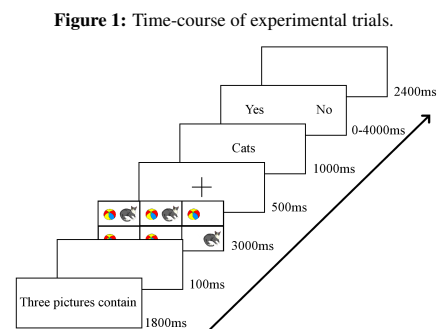 Figure 1: Time-course of experimental trials.
2400ms
Yes No
0-4000ms
Cats
1000ms
500ms
3000ms
100ms
Three pictures contain
1800ms